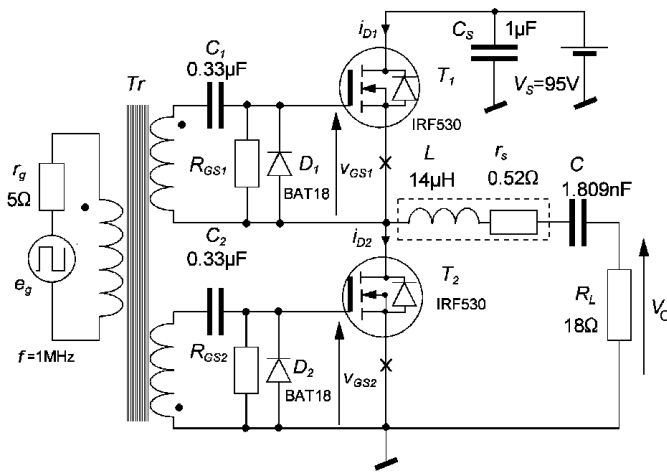 Tr
r_g
5Ω
e_g
f=1MHz
C_1
0.33µF
R_GS1
D_1
BAT18
v_GS1
i_D1
T_1
IRF530
C_S
1µF
V_S=95V
L
14µH
r_s
0.52Ω
C
1.809nF
C_2
0.33µF
R_GS2
D_2
BAT18
v_GS2
i_D2
T_2
IRF530
R_L
18Ω
V_O